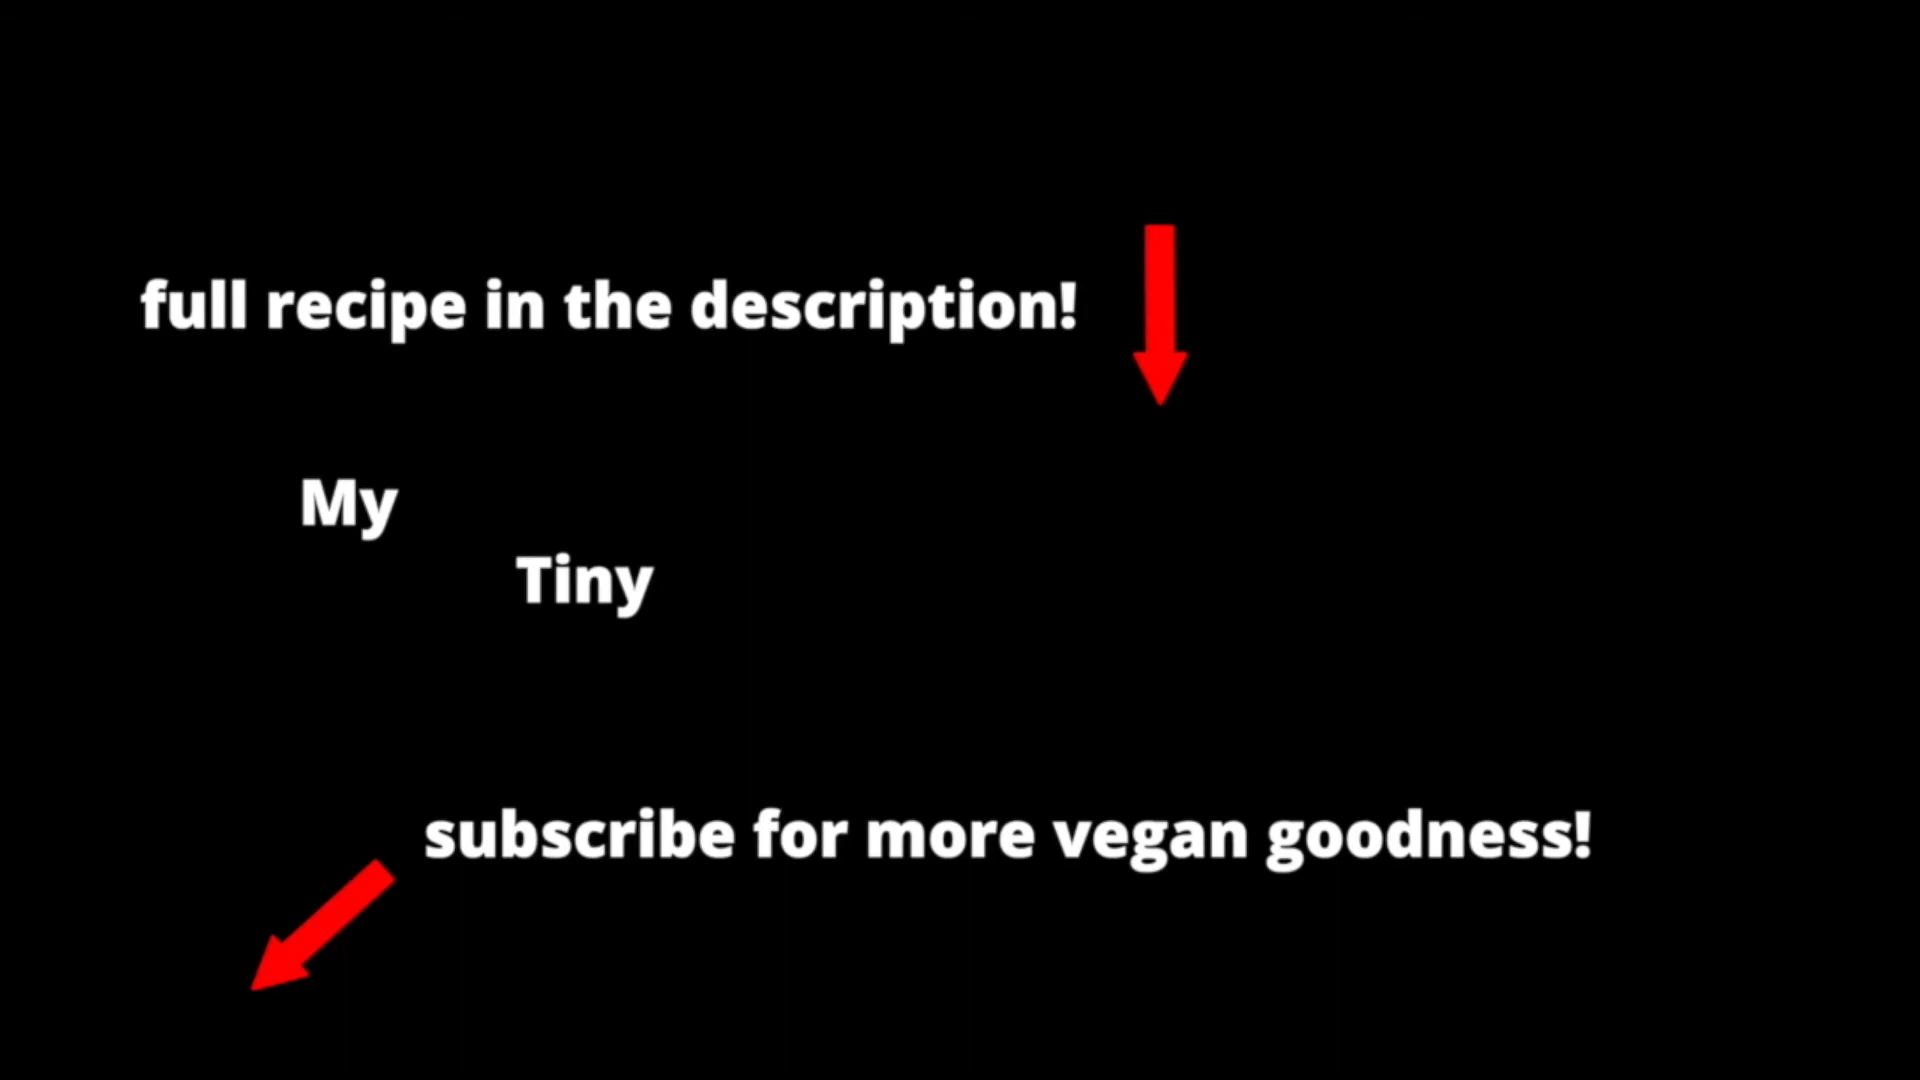 full recipe in the description!
My
Tiny
subscribe for more vegan goodness!